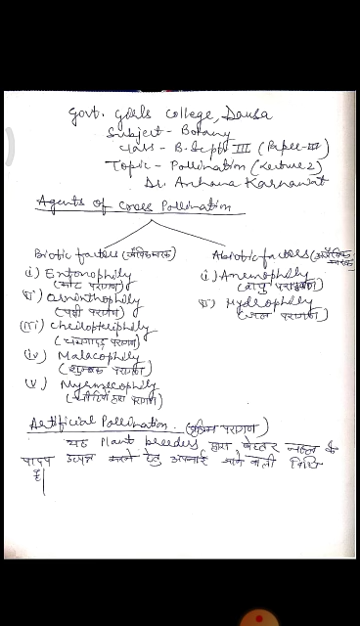 Govt. Girls College, Dausa
Subject - Botany
Class - B.Sc Pt III (Paper-III)
Topic - Pollination (Lecture 2)
Dr. Archana Karnawat
Agents of cross Pollination
Biotic factors (जैविक कारक) Abiotic factors (अजैविक कारक)
(i) Entomophily (i) Anemophily
(कीट परागण) (वायु परागण)
(ii) Ornithophily (ii) Hydrophily
(पक्षी परागण) (जल परागण)
(iii) Cheiropteriphily
(चमगादड़ परागण)
(iv) Malacophily
(परागण)
(v) Myrmecophily
(चीटियों द्वारा परागण)
Artificial Pollination. (कृत्रिम परागण)
यह Plant breeders द्वारा बेहतर नस्ल के
पादप उत्पन्न करने हेतु अपनाई जाने वाली विधि
है|